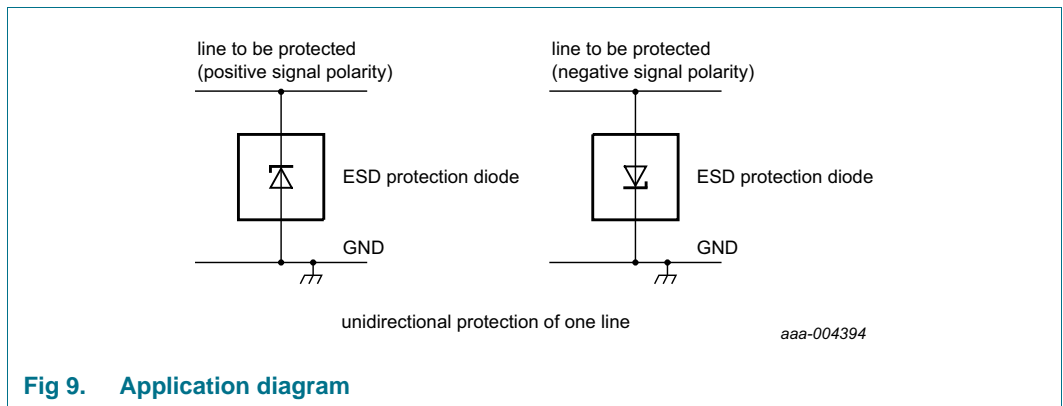 line to be protected
(positive signal polarity)
ESD protection diode
GND
line to be protected
(negative signal polarity)
ESD protection diode
GND
unidirectional protection of one line
aaa-004394
Fig 9. Application diagram